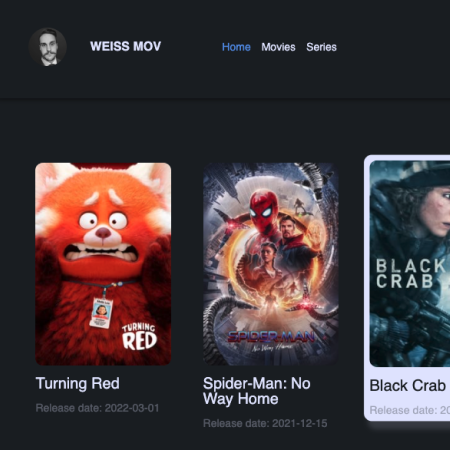 WEISS MOV
Home Movies Series
TURNING
RED
SPIDER-MAN
No Way Home
BLACK
CRAB
Turning Red
Release date: 2022-03-01
Spider-Man: No
Way Home
Release date: 2021-12-15
Black Crab
Release date: 20